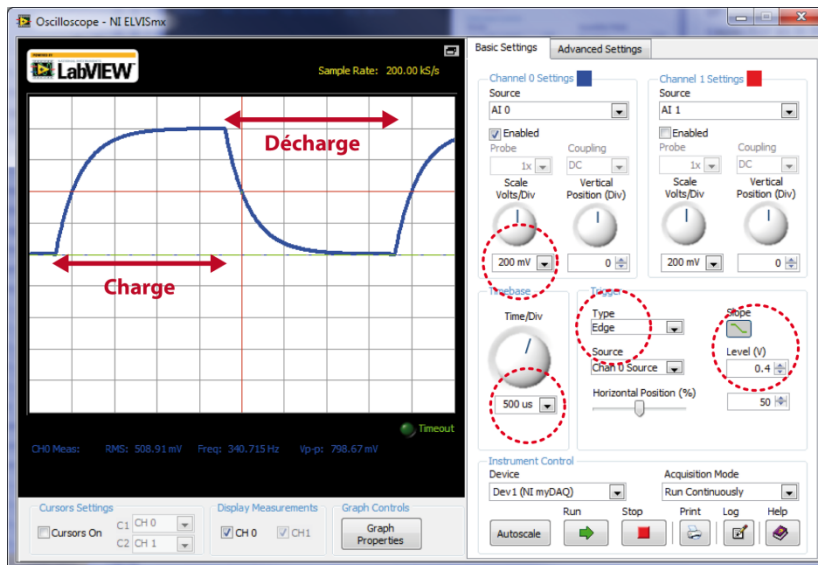 Oscilloscope - NI ELVISmx
LabVIEW
Sample Rate: 200.00 kS/s
Décharge
Charge
Timeout
CH0 Meas: RMS: 508.91 mV Freq: 340.715 Hz Vp-p: 798.67 mV
Cursors Settings
Cursors On
C1 CH 0
C2 CH 1
Display Measurements
CH 0 CH1
Graph Controls
Graph
Properties
Basic Settings Advanced Settings
Channel 0 Settings
Source
AI 0
Enabled
Probe Coupling
1x DC
Scale Vertical
Volts/Div Position (Div)
200 mV 0
Channel 1 Settings
Source
AI 1
Enabled
Probe Coupling
1x DC
Scale Vertical
Volts/Div Position (Div)
200 mV 0
Timebase
Time/Div
500 us
Trigger
Type
Edge
Slope
Source
Chan 0 Source
Level (V)
0.4
Horizontal Position (%)
50
Instrument Control
Device Acquisition Mode
Dev1 (NI myDAQ) Run Continuously
Run Stop Print Log Help
Autoscale